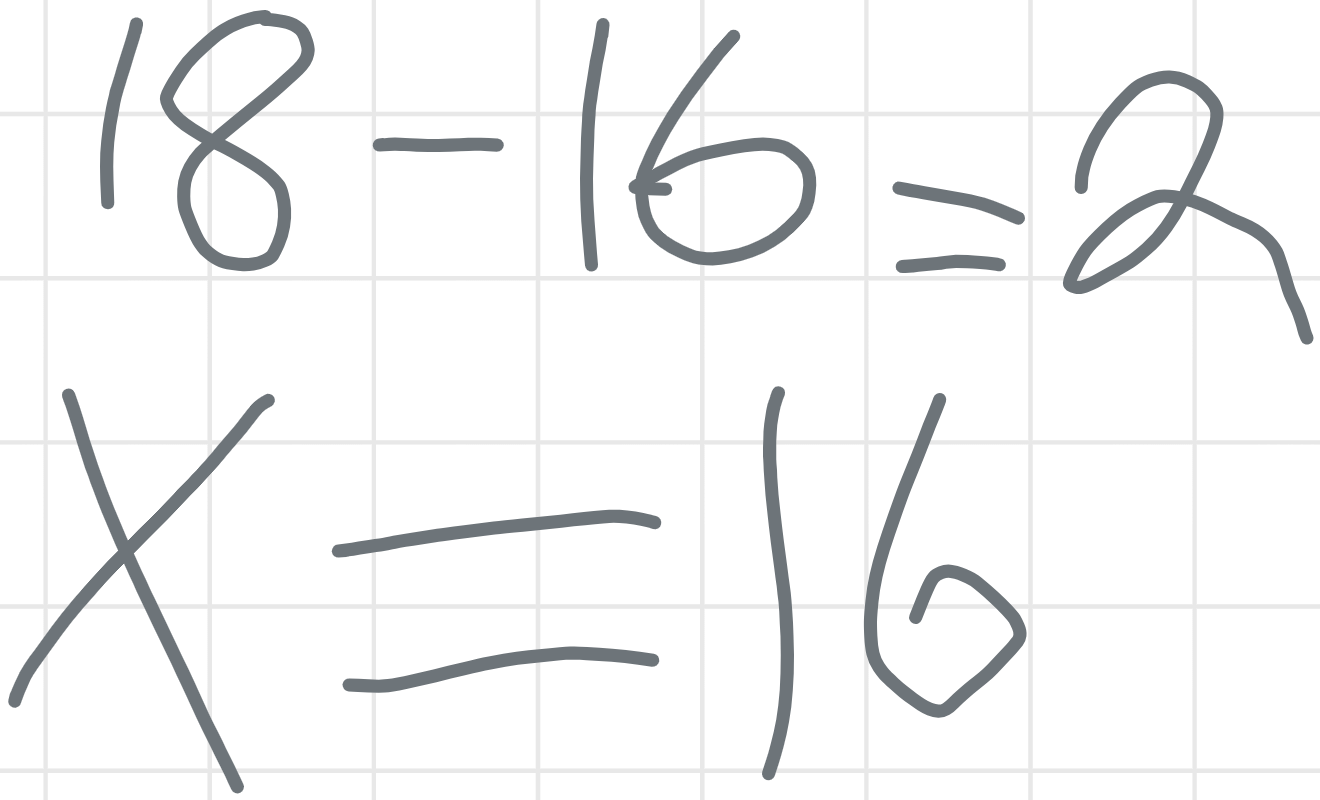 18 - 16 = 2
X = 16